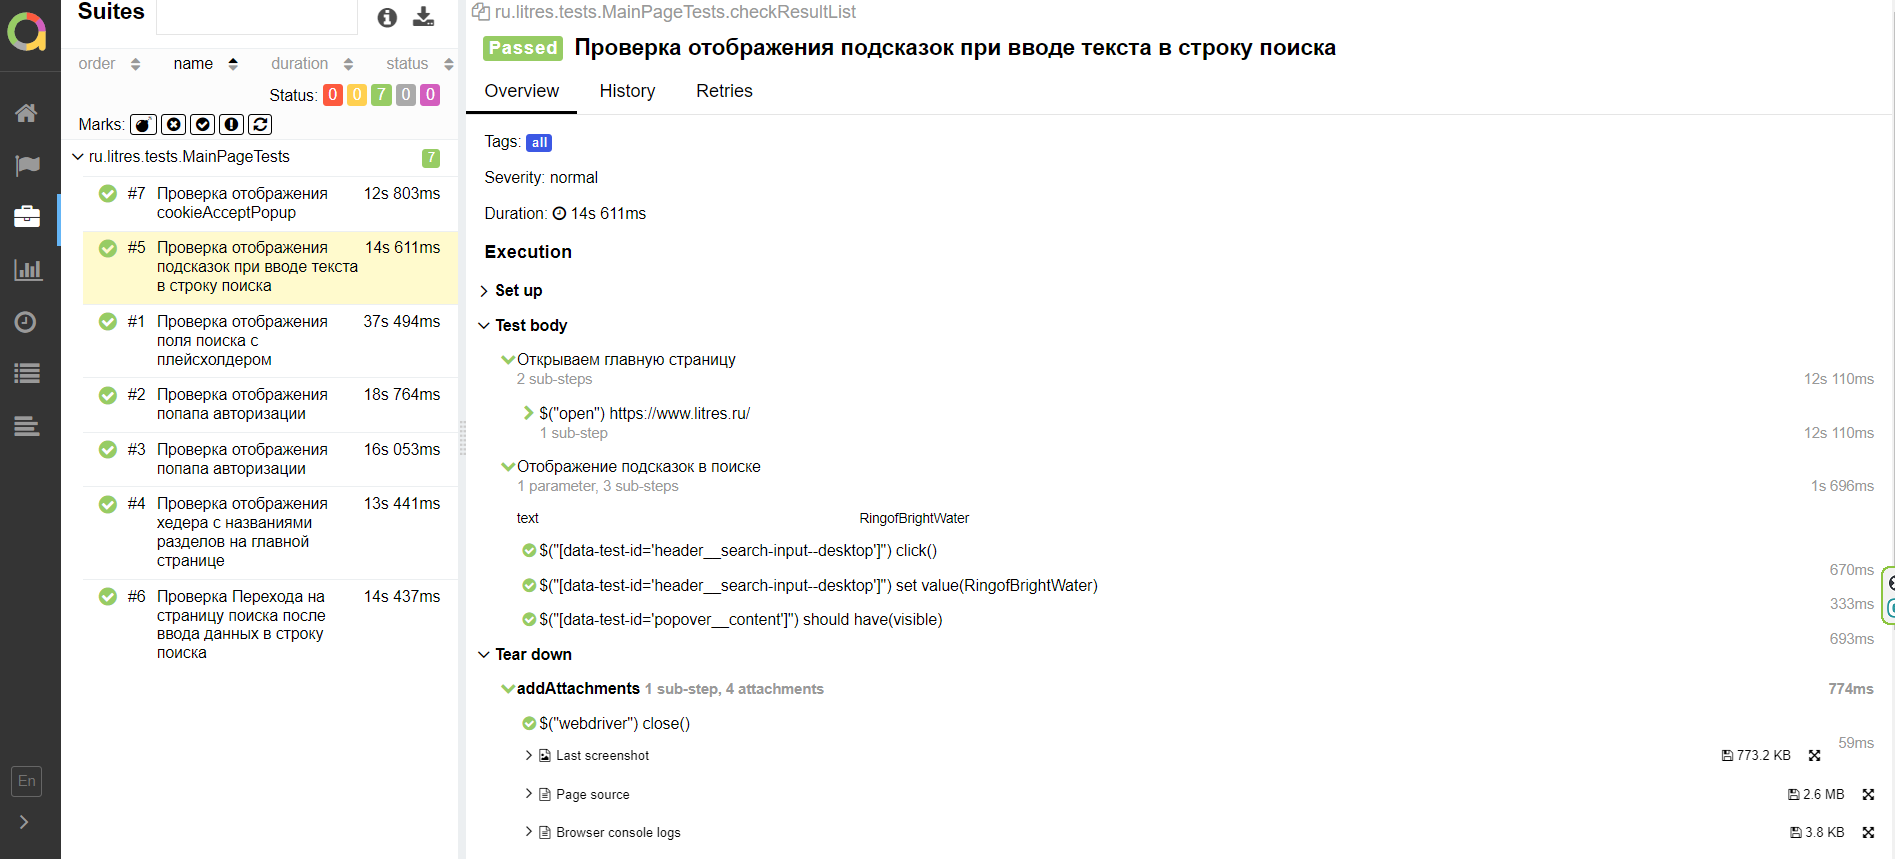 Suites
order name duration status
Status: 0 0 7 0 0
Marks:
ru.litres.tests.MainPageTests 7
#7 Проверка отображения 12s 803ms
cookieAcceptPopup
#5 Проверка отображения 14s 611ms
подсказок при вводе текста
в строку поиска
#1 Проверка отображения 37s 494ms
поля поиска с
плейсхолдером
#2 Проверка отображения 18s 764ms
попапа авторизации
#3 Проверка отображения 16s 053ms
попапа авторизации
#4 Проверка отображения 13s 441ms
хедера с названиями
разделов на главной
странице
#6 Проверка Перехода на 14s 437ms
страницу поиска после
ввода данных в строку
поиска
En
ru.litres.tests.MainPageTests.checkResultList
Passed Проверка отображения подсказок при вводе текста в строку поиска
Overview History Retries
Tags: all
Severity: normal
Duration: 14s 611ms
Execution
Set up
Test body
Открываем главную страницу
2 sub-steps 12s 110ms
$("open") https://www.litres.ru/
1 sub-step 12s 110ms
Отображение подсказок в поиске
1 parameter, 3 sub-steps 1s 696ms
text RingofBrightWater
$("[data-test-id='header__search-input--desktop']") click()
670ms
$("[data-test-id='header__search-input--desktop']") set value(RingofBrightWater)
333ms
$("[data-test-id='popover__content']") should have(visible)
693ms
Tear down
addAttachments 1 sub-step, 4 attachments 774ms
$("webdriver") close()
59ms
Last screenshot 773.2 KB
Page source 2.6 MB
Browser console logs 3.8 KB